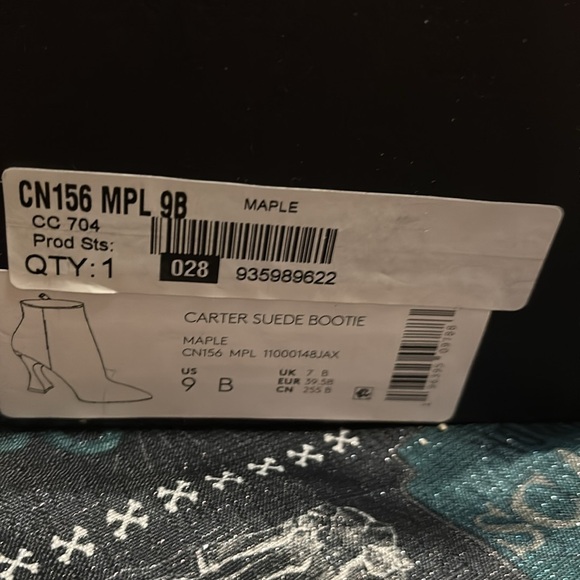 CN156 MPL 9B MAPLE
CC 704
Prod Sts:
QTY: 1 028 935989622
CARTER SUEDE BOOTIE
MAPLE
CN156 MPL 11000148JAX
US UK 7 B
9 B EUR 39.5B
CN 255 B